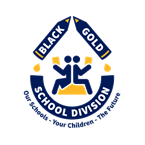 BLACK GOLD
SCHOOL DIVISION
Our Schools - Your Children - The Future